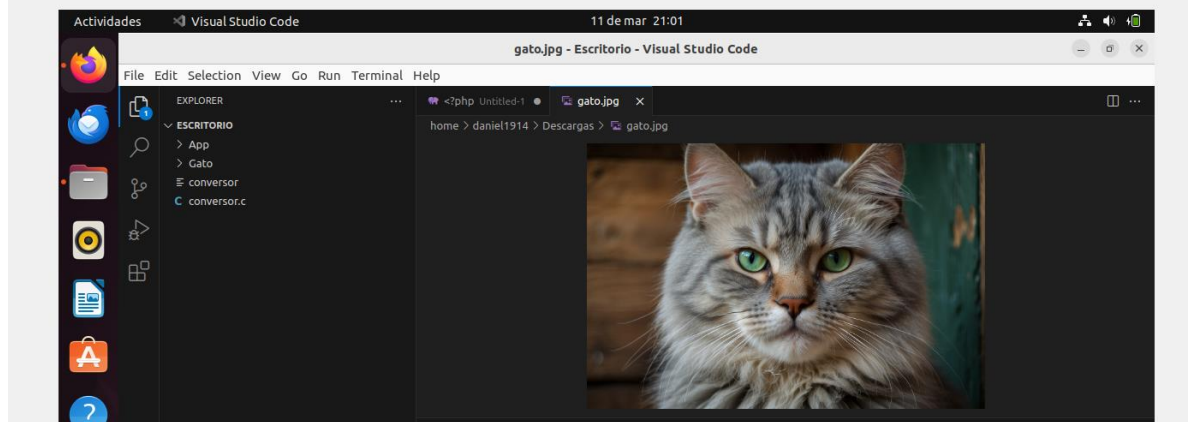 Actividades Visual Studio Code 11 de mar 21:01
gato.jpg - Escritorio - Visual Studio Code
File Edit Selection View Go Run Terminal Help
EXPLORER ... <?php Untitled-1 gato.jpg
1
ESCRITORIO home > daniel1914 > Descargas > gato.jpg
> App
> Gato
conversor
C conversor.c
A
?